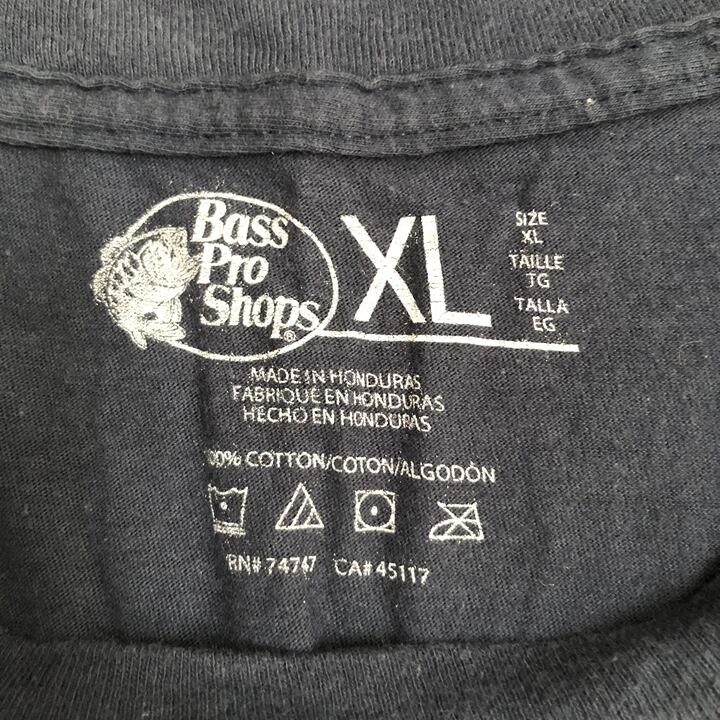 Bass
Pro
Shops®
XL
SIZE
XL
TAILLE
TG
TALLA
EG
MADE IN HONDURAS
FABRIQUÉ EN HONDURAS
HECHO EN HONDURAS
100% COTTON/COTON/ALGODÓN
RN# 74747 CA# 45117